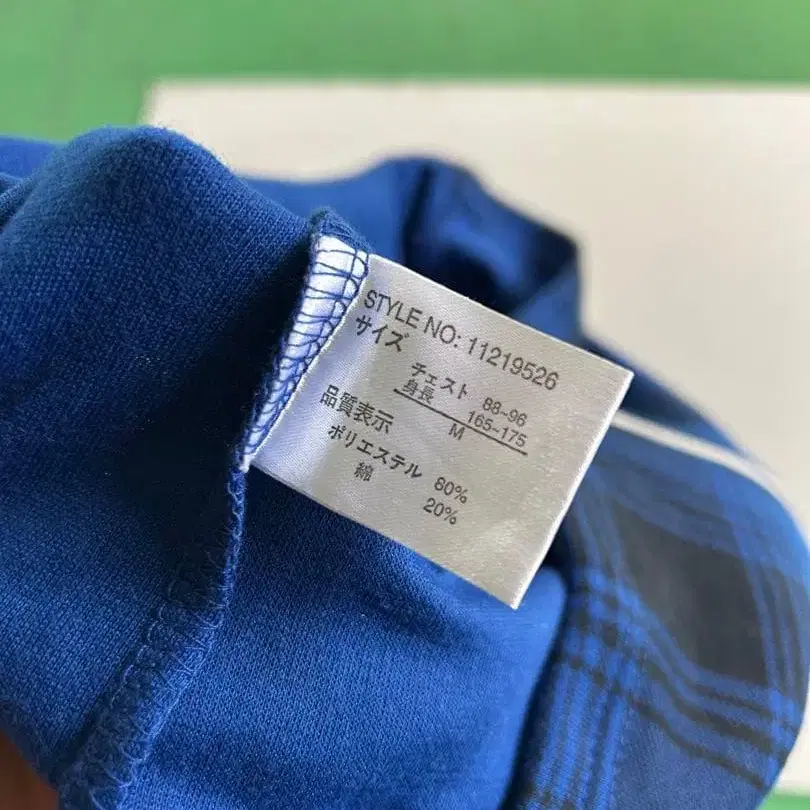 STYLE NO: 11219526
サイズ
チェスト 88-96
身長 165-175
M
品質表示
ポリエステル 80%
綿 20%